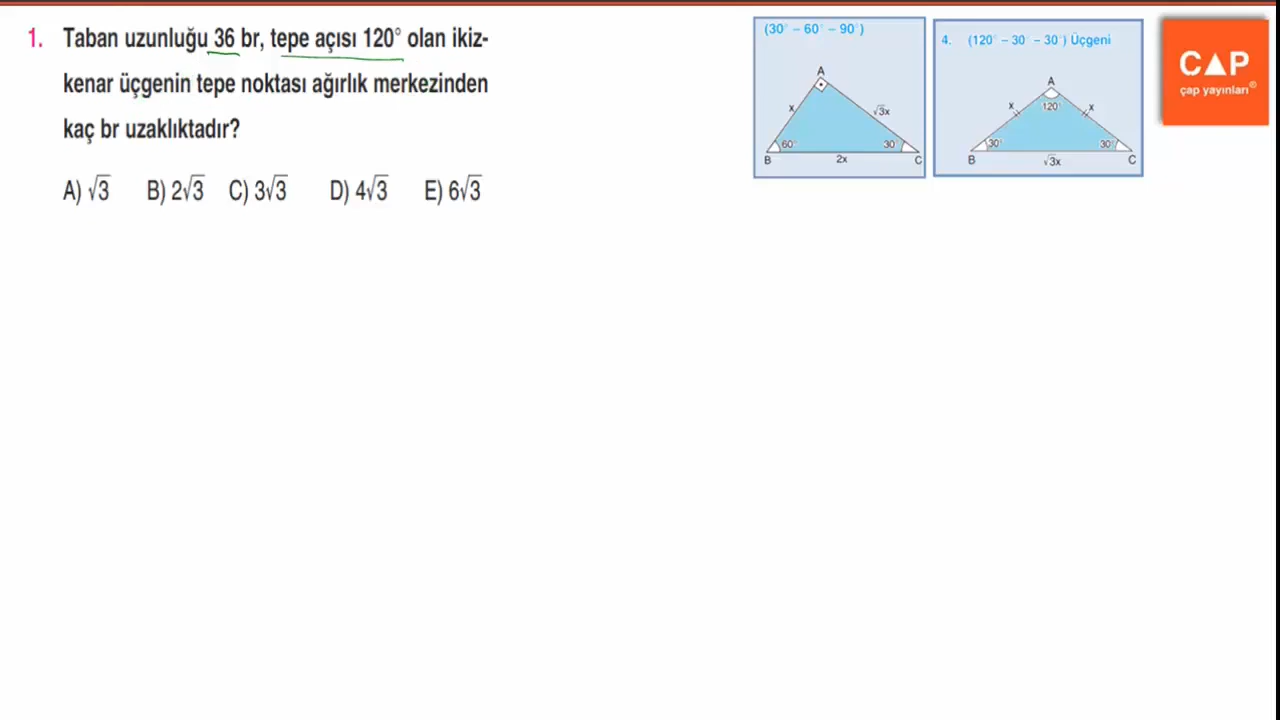 1. Taban uzunluğu 36 br, tepe açısı 120° olan ikiz-
kenar üçgenin tepe noktası ağırlık merkezinden
kaç br uzaklıktadır?
A) √3 B) 2√3 C) 3√3 D) 4√3 E) 6√3
(30° – 60° – 90°)
A
x √3x
60° 30°
B 2x C
4. (120° – 30° – 30°) Üçgeni
A
x 120° x
30° 30°
B √3x C
CAP
çap yayınları©